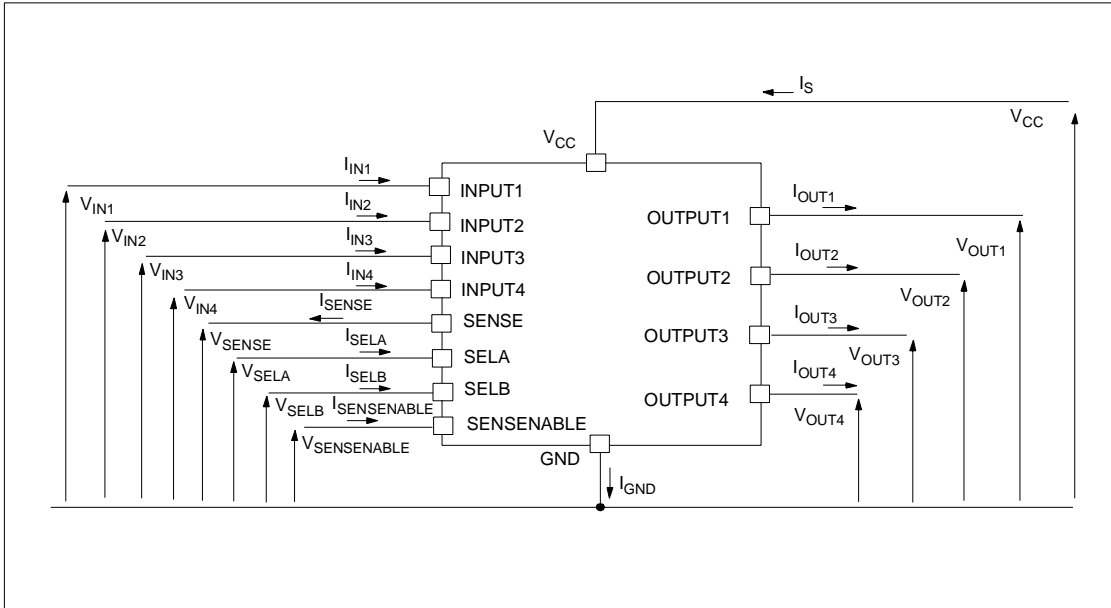 I_S
V_CC
V_CC
I_IN1
INPUT1
V_IN1
I_IN2
INPUT2
V_IN2
I_IN3
INPUT3
V_IN3
I_IN4
INPUT4
V_IN4
I_SENSE
SENSE
V_SENSE
I_SELA
SELA
V_SELA
I_SELB
SELB
V_SELB
I_SENSENABLE
SENSENABLE
V_SENSENABLE
OUTPUT1
I_OUT1
V_OUT1
OUTPUT2
I_OUT2
V_OUT2
OUTPUT3
I_OUT3
V_OUT3
OUTPUT4
I_OUT4
V_OUT4
GND
I_GND